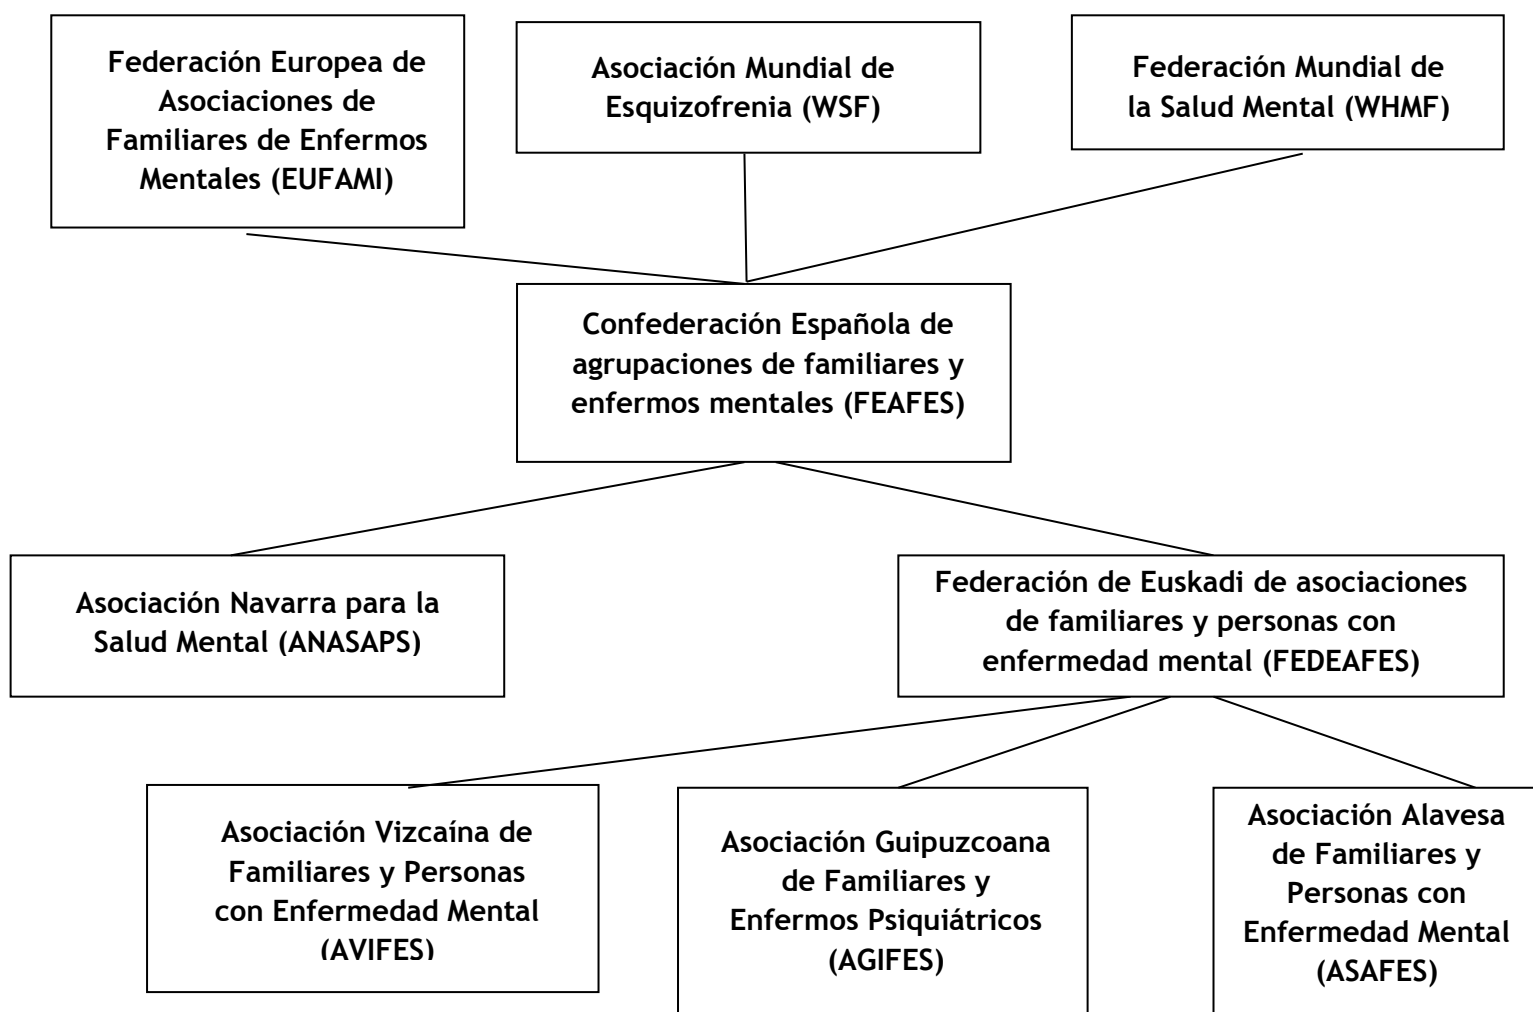 Federación Europea de
Asociaciones de
Familiares de Enfermos
Mentales (EUFAMI)
Asociación Mundial de
Esquizofrenia (WSF)
Federación Mundial de
la Salud Mental (WHMF)
Confederación Española de
agrupaciones de familiares y
enfermos mentales (FEAFES)
Asociación Navarra para la
Salud Mental (ANASAPS)
Federación de Euskadi de asociaciones
de familiares y personas con
enfermedad mental (FEDEAFES)
Asociación Vizcaína de
Familiares y Personas
con Enfermedad Mental
(AVIFES)
Asociación Guipuzcoana
de Familiares y
Enfermos Psiquiátricos
(AGIFES)
Asociación Alavesa
de Familiares y
Personas con
Enfermedad Mental
(ASAFES)